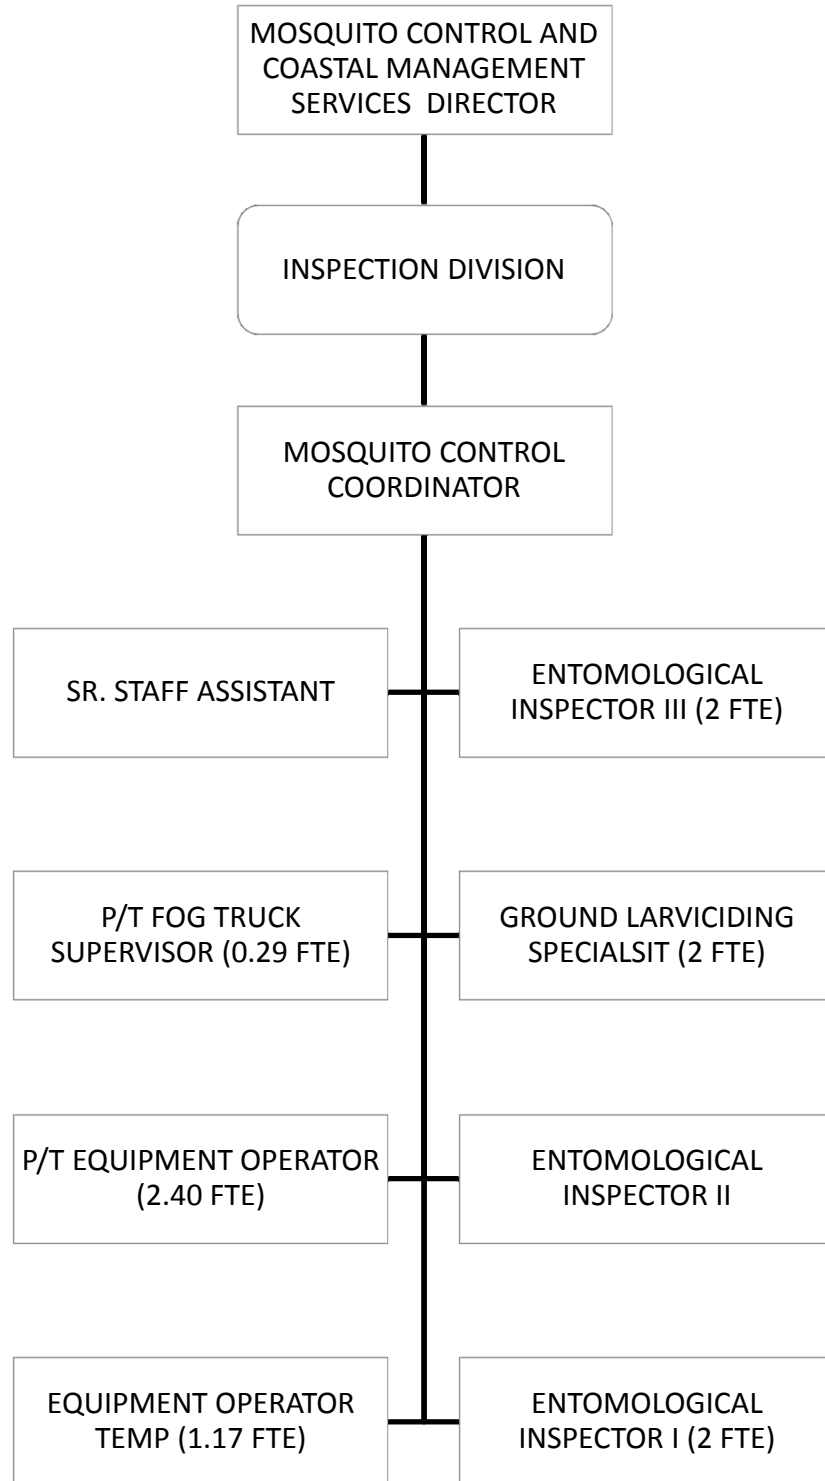 MOSQUITO CONTROL AND
COASTAL MANAGEMENT
SERVICES  DIRECTOR
INSPECTION DIVISION
MOSQUITO CONTROL
COORDINATOR
SR. STAFF ASSISTANT
ENTOMOLOGICAL
INSPECTOR III (2 FTE)
P/T FOG TRUCK
SUPERVISOR (0.29 FTE)
GROUND LARVICIDING
SPECIALSIT (2 FTE)
P/T EQUIPMENT OPERATOR
(2.40 FTE)
ENTOMOLOGICAL
INSPECTOR II
EQUIPMENT OPERATOR
TEMP (1.17 FTE)
ENTOMOLOGICAL
INSPECTOR I (2 FTE)